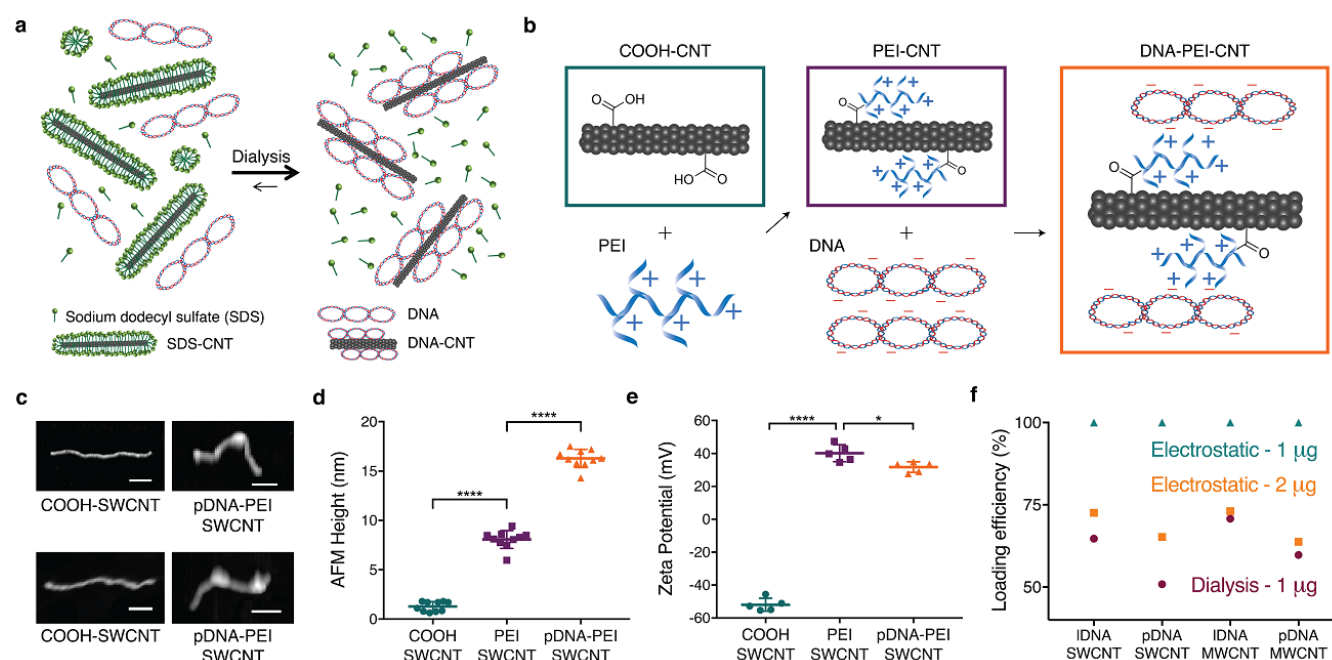 a
Dialysis
Sodium dodecyl sulfate (SDS)
SDS-CNT
DNA
DNA-CNT
b
COOH-CNT
PEI-CNT
DNA-PEI-CNT
O
OH
HO
O
O
O
O
O
PEI
+
DNA
+
c
COOH-SWCNT
pDNA-PEI
SWCNT
COOH-SWCNT
pDNA-PEI
SWCNT
d
AFM Height (nm)
20
15
10
5
0
****
****
COOH
SWCNT
PEI
SWCNT
pDNA-PEI
SWCNT
e
Zeta Potential (mV)
60
40
20
0
-20
-40
-60
****
*
COOH
SWCNT
PEI
SWCNT
pDNA-PEI
SWCNT
f
Loading efficiency (%)
100
75
50
Electrostatic - 1 µg
Electrostatic - 2 µg
Dialysis - 1 µg
lDNA
SWCNT
pDNA
SWCNT
lDNA
MWCNT
pDNA
MWCNT